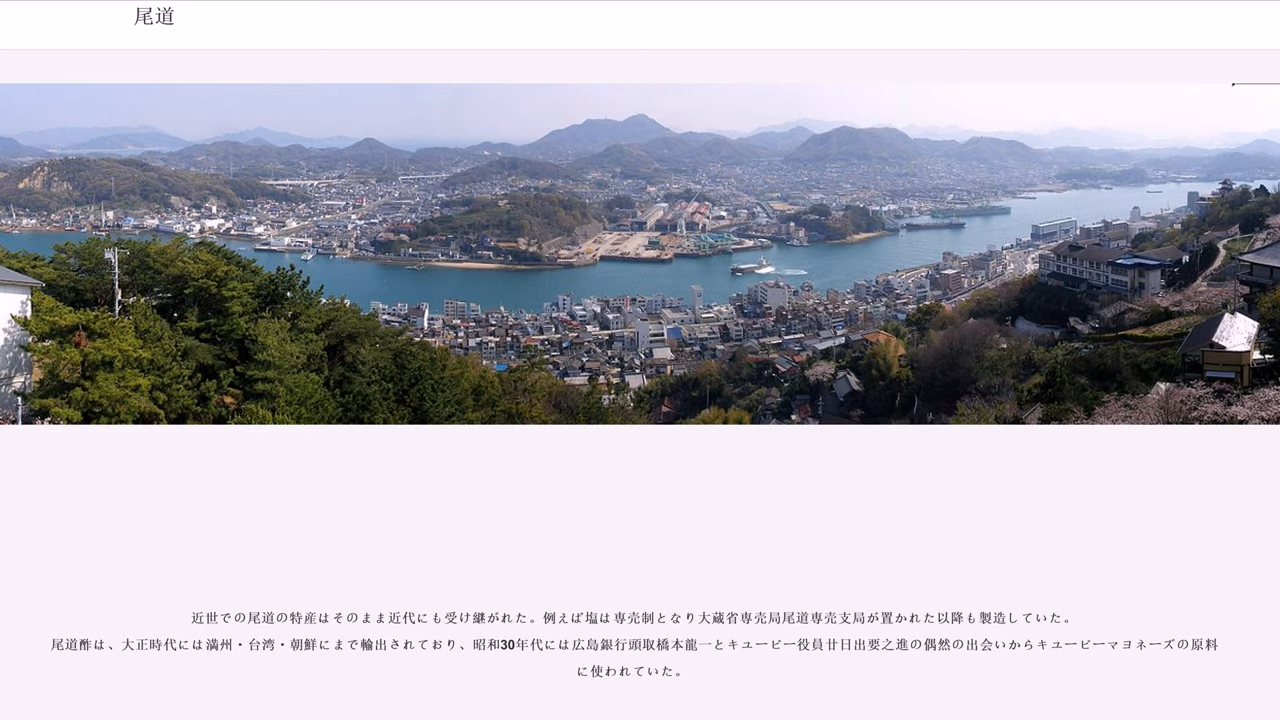 尾道
近世での尾道の特産はそのまま近代にも受け継がれた。例えば塩は専売制となり大蔵省専売局尾道専売支局が置かれた以降も製造していた。
尾道酢は、大正時代には満州・台湾・朝鮮にまで輸出されており、昭和30年代には広島銀行頭取橋本龍一とキユーピー役員廿日出要之進の偶然の出会いからキユーピーマヨネーズの原料
に使われていた。